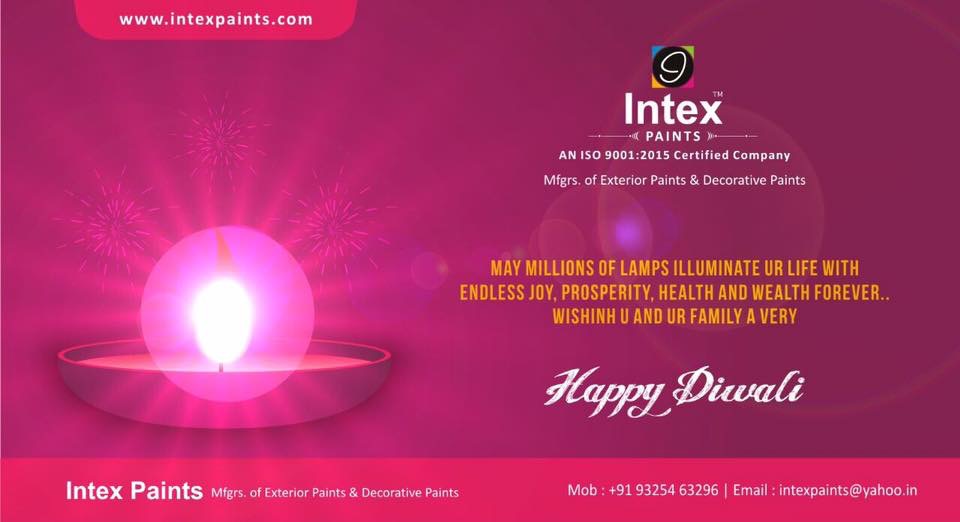 www.intexpaints.com
Intex™
PAINTS
AN ISO 9001:2015 Certified Company
Mfgrs. of Exterior Paints & Decorative Paints
MAY MILLIONS OF LAMPS ILLUMINATE UR LIFE WITH
ENDLESS JOY, PROSPERITY, HEALTH AND WEALTH FOREVER..
WISHINH U AND UR FAMILY A VERY
Happy Diwali
Intex Paints Mfgrs. of Exterior Paints & Decorative Paints
Mob : +91 93254 63296 | Email : intexpaints@yahoo.in